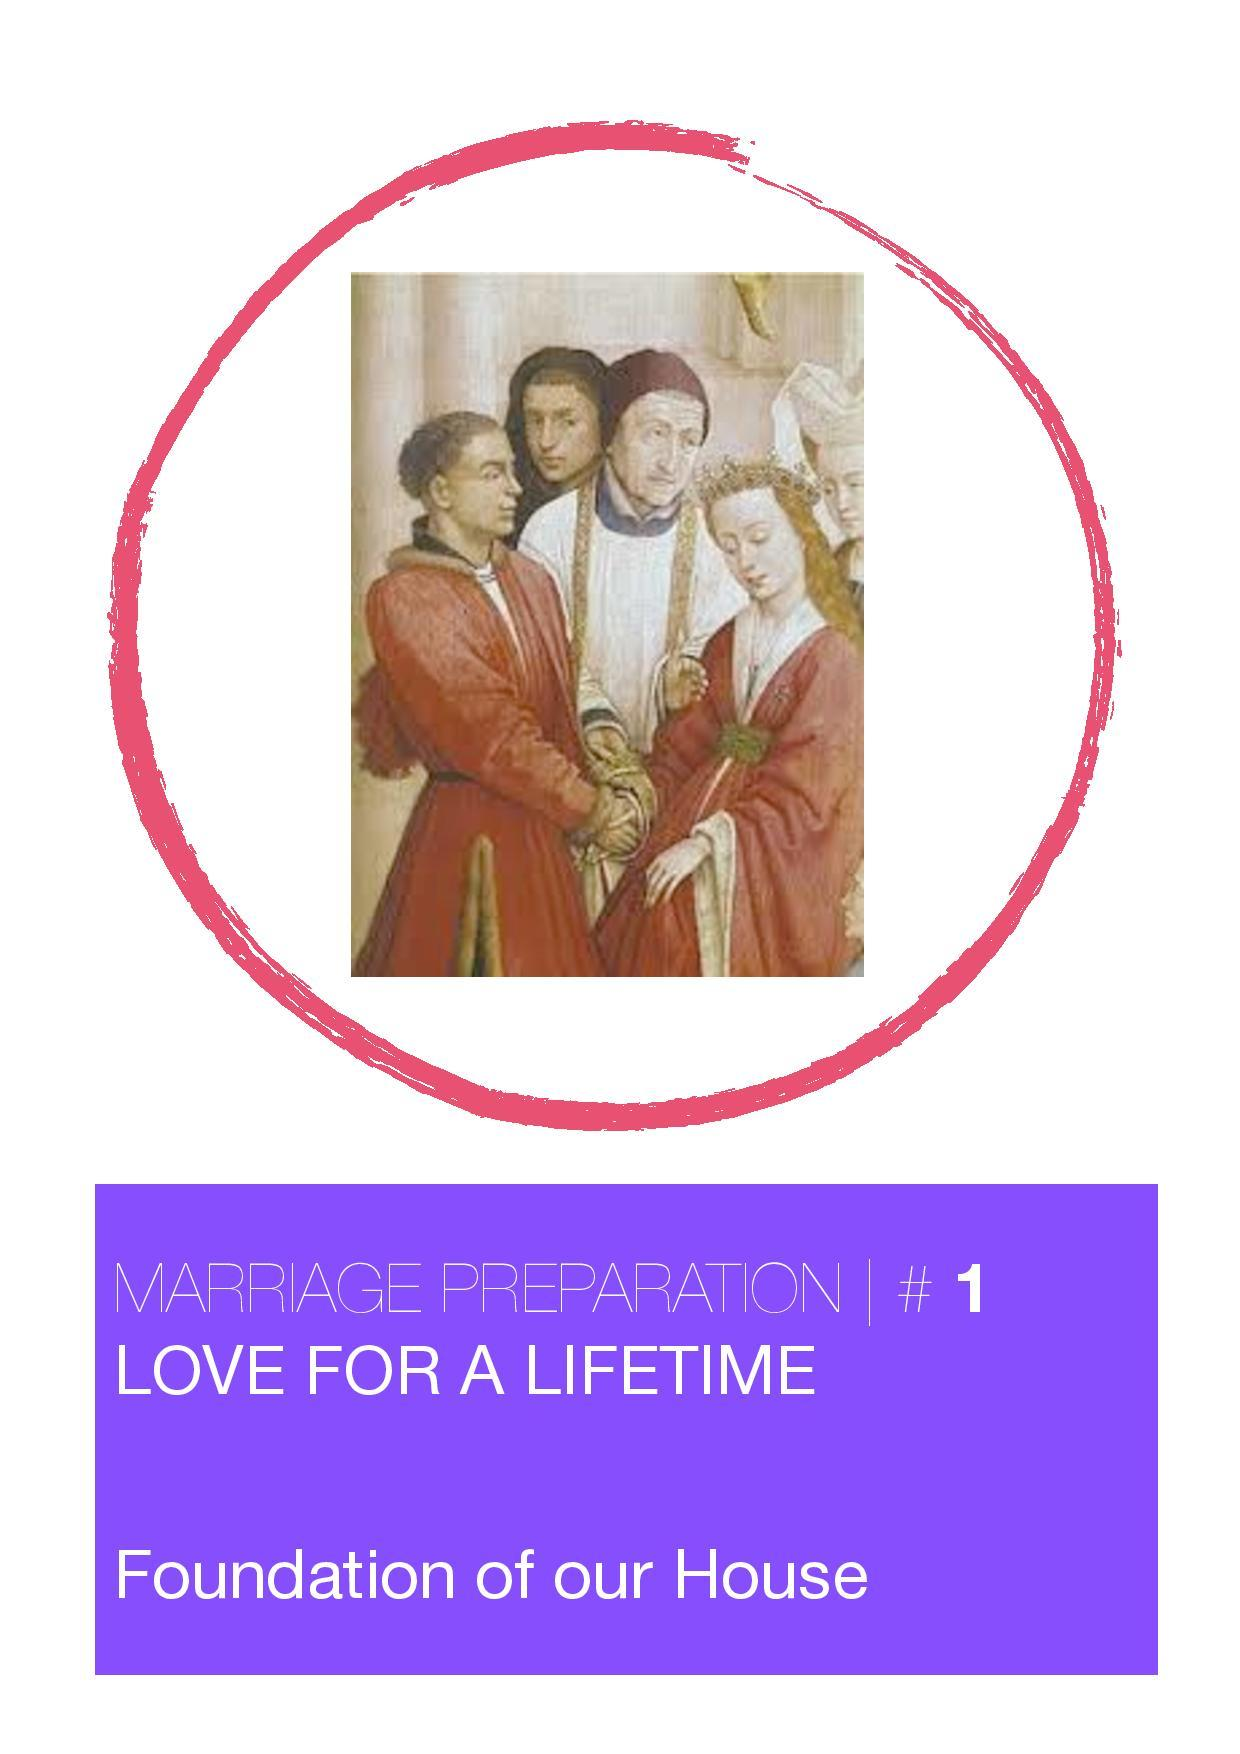 MARRIAGE PREPARATION | # 1
LOVE FOR A LIFETIME
Foundation of our House